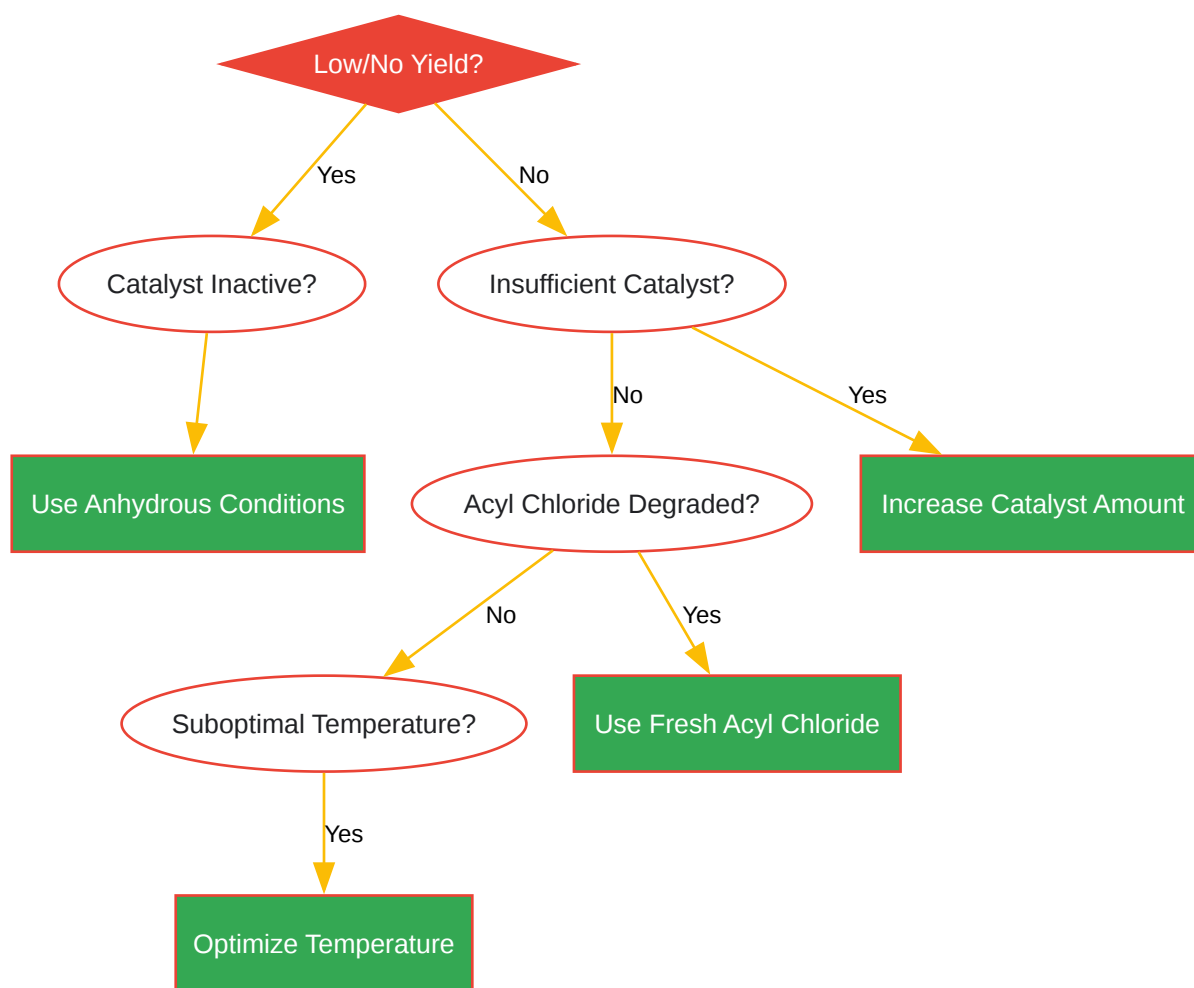 Low/No Yield?
Yes
No
Catalyst Inactive?
Insufficient Catalyst?
No
Yes
Use Anhydrous Conditions
Acyl Chloride Degraded?
Increase Catalyst Amount
No
Yes
Suboptimal Temperature?
Use Fresh Acyl Chloride
Yes
Optimize Temperature